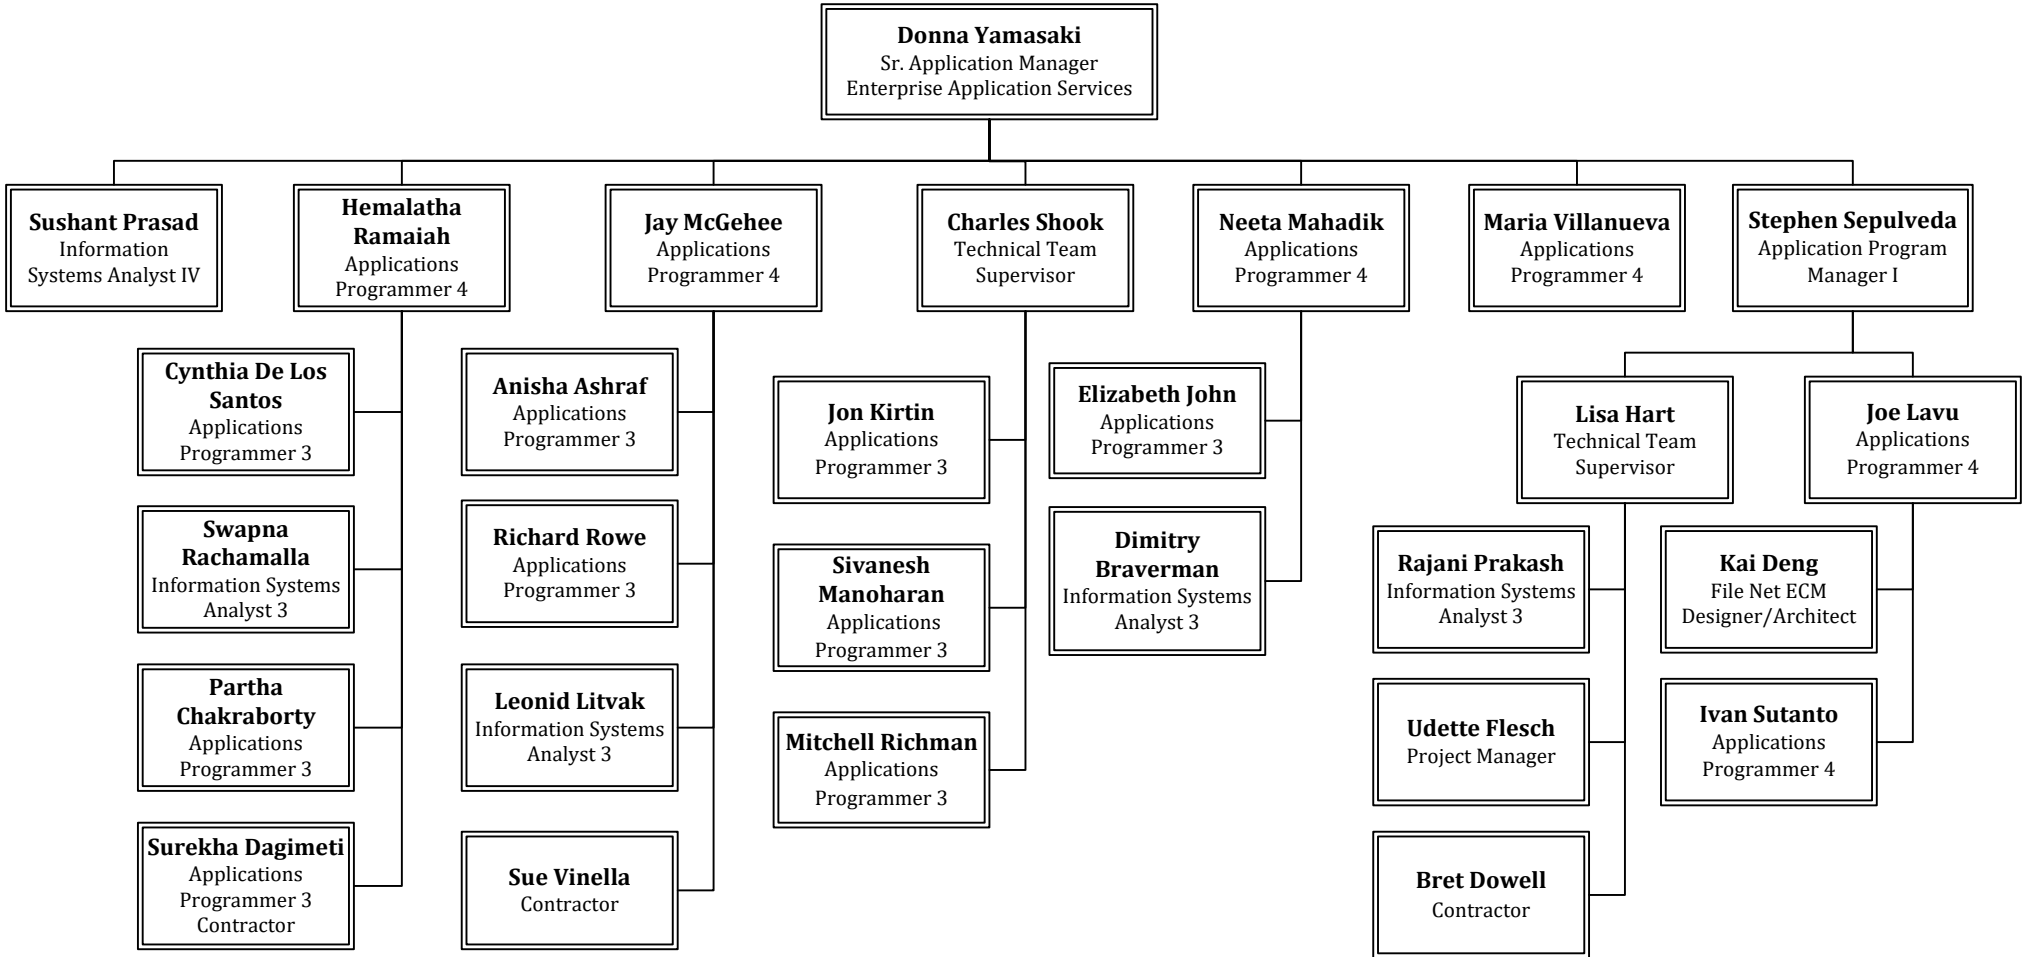 Donna Yamasaki
Sr. Application Manager
Enterprise Application Services
Sushant Prasad
Information
Systems Analyst IV
Hemalatha
Ramaiah
Applications
Programmer 4
Jay McGehee
Applications
Programmer 4
Charles Shook
Technical Team
Supervisor
Neeta Mahadik
Applications
Programmer 4
Maria Villanueva
Applications
Programmer 4
Stephen Sepulveda
Application Program
Manager I
Cynthia De Los
Santos
Applications
Programmer 3
Swapna
Rachamalla
Information Systems
Analyst 3
Partha
Chakraborty
Applications
Programmer 3
Surekha Dagimeti
Applications
Programmer 3
Contractor
Anisha Ashraf
Applications
Programmer 3
Richard Rowe
Applications
Programmer 3
Leonid Litvak
Information Systems
Analyst 3
Sue Vinella
Contractor
Jon Kirtin
Applications
Programmer 3
Sivanesh
Manoharan
Applications
Programmer 3
Mitchell Richman
Applications
Programmer 3
Elizabeth John
Applications
Programmer 3
Dimitry
Braverman
Information Systems
Analyst 3
Lisa Hart
Technical Team
Supervisor
Joe Lavu
Applications
Programmer 4
Rajani Prakash
Information Systems
Analyst 3
Udette Flesch
Project Manager
Bret Dowell
Contractor
Kai Deng
File Net ECM
Designer/Architect
Ivan Sutanto
Applications
Programmer 4